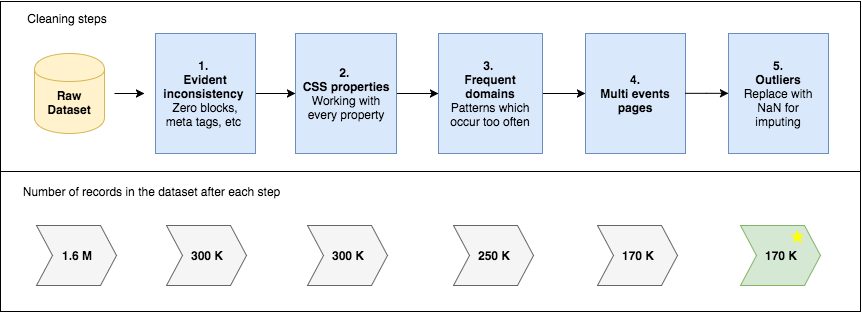 Cleaning steps
Raw
Dataset
1.
Evident
inconsistency
Zero blocks,
meta tags, etc
2.
CSS properties
Working with
every property
3.
Frequent
domains
Patterns which
occur too often
4.
Multi events
pages
5.
Outliers
Replace with
NaN for
imputing
Number of records in the dataset after each step
1.6 M
300 K
300 K
250 K
170 K
170 K